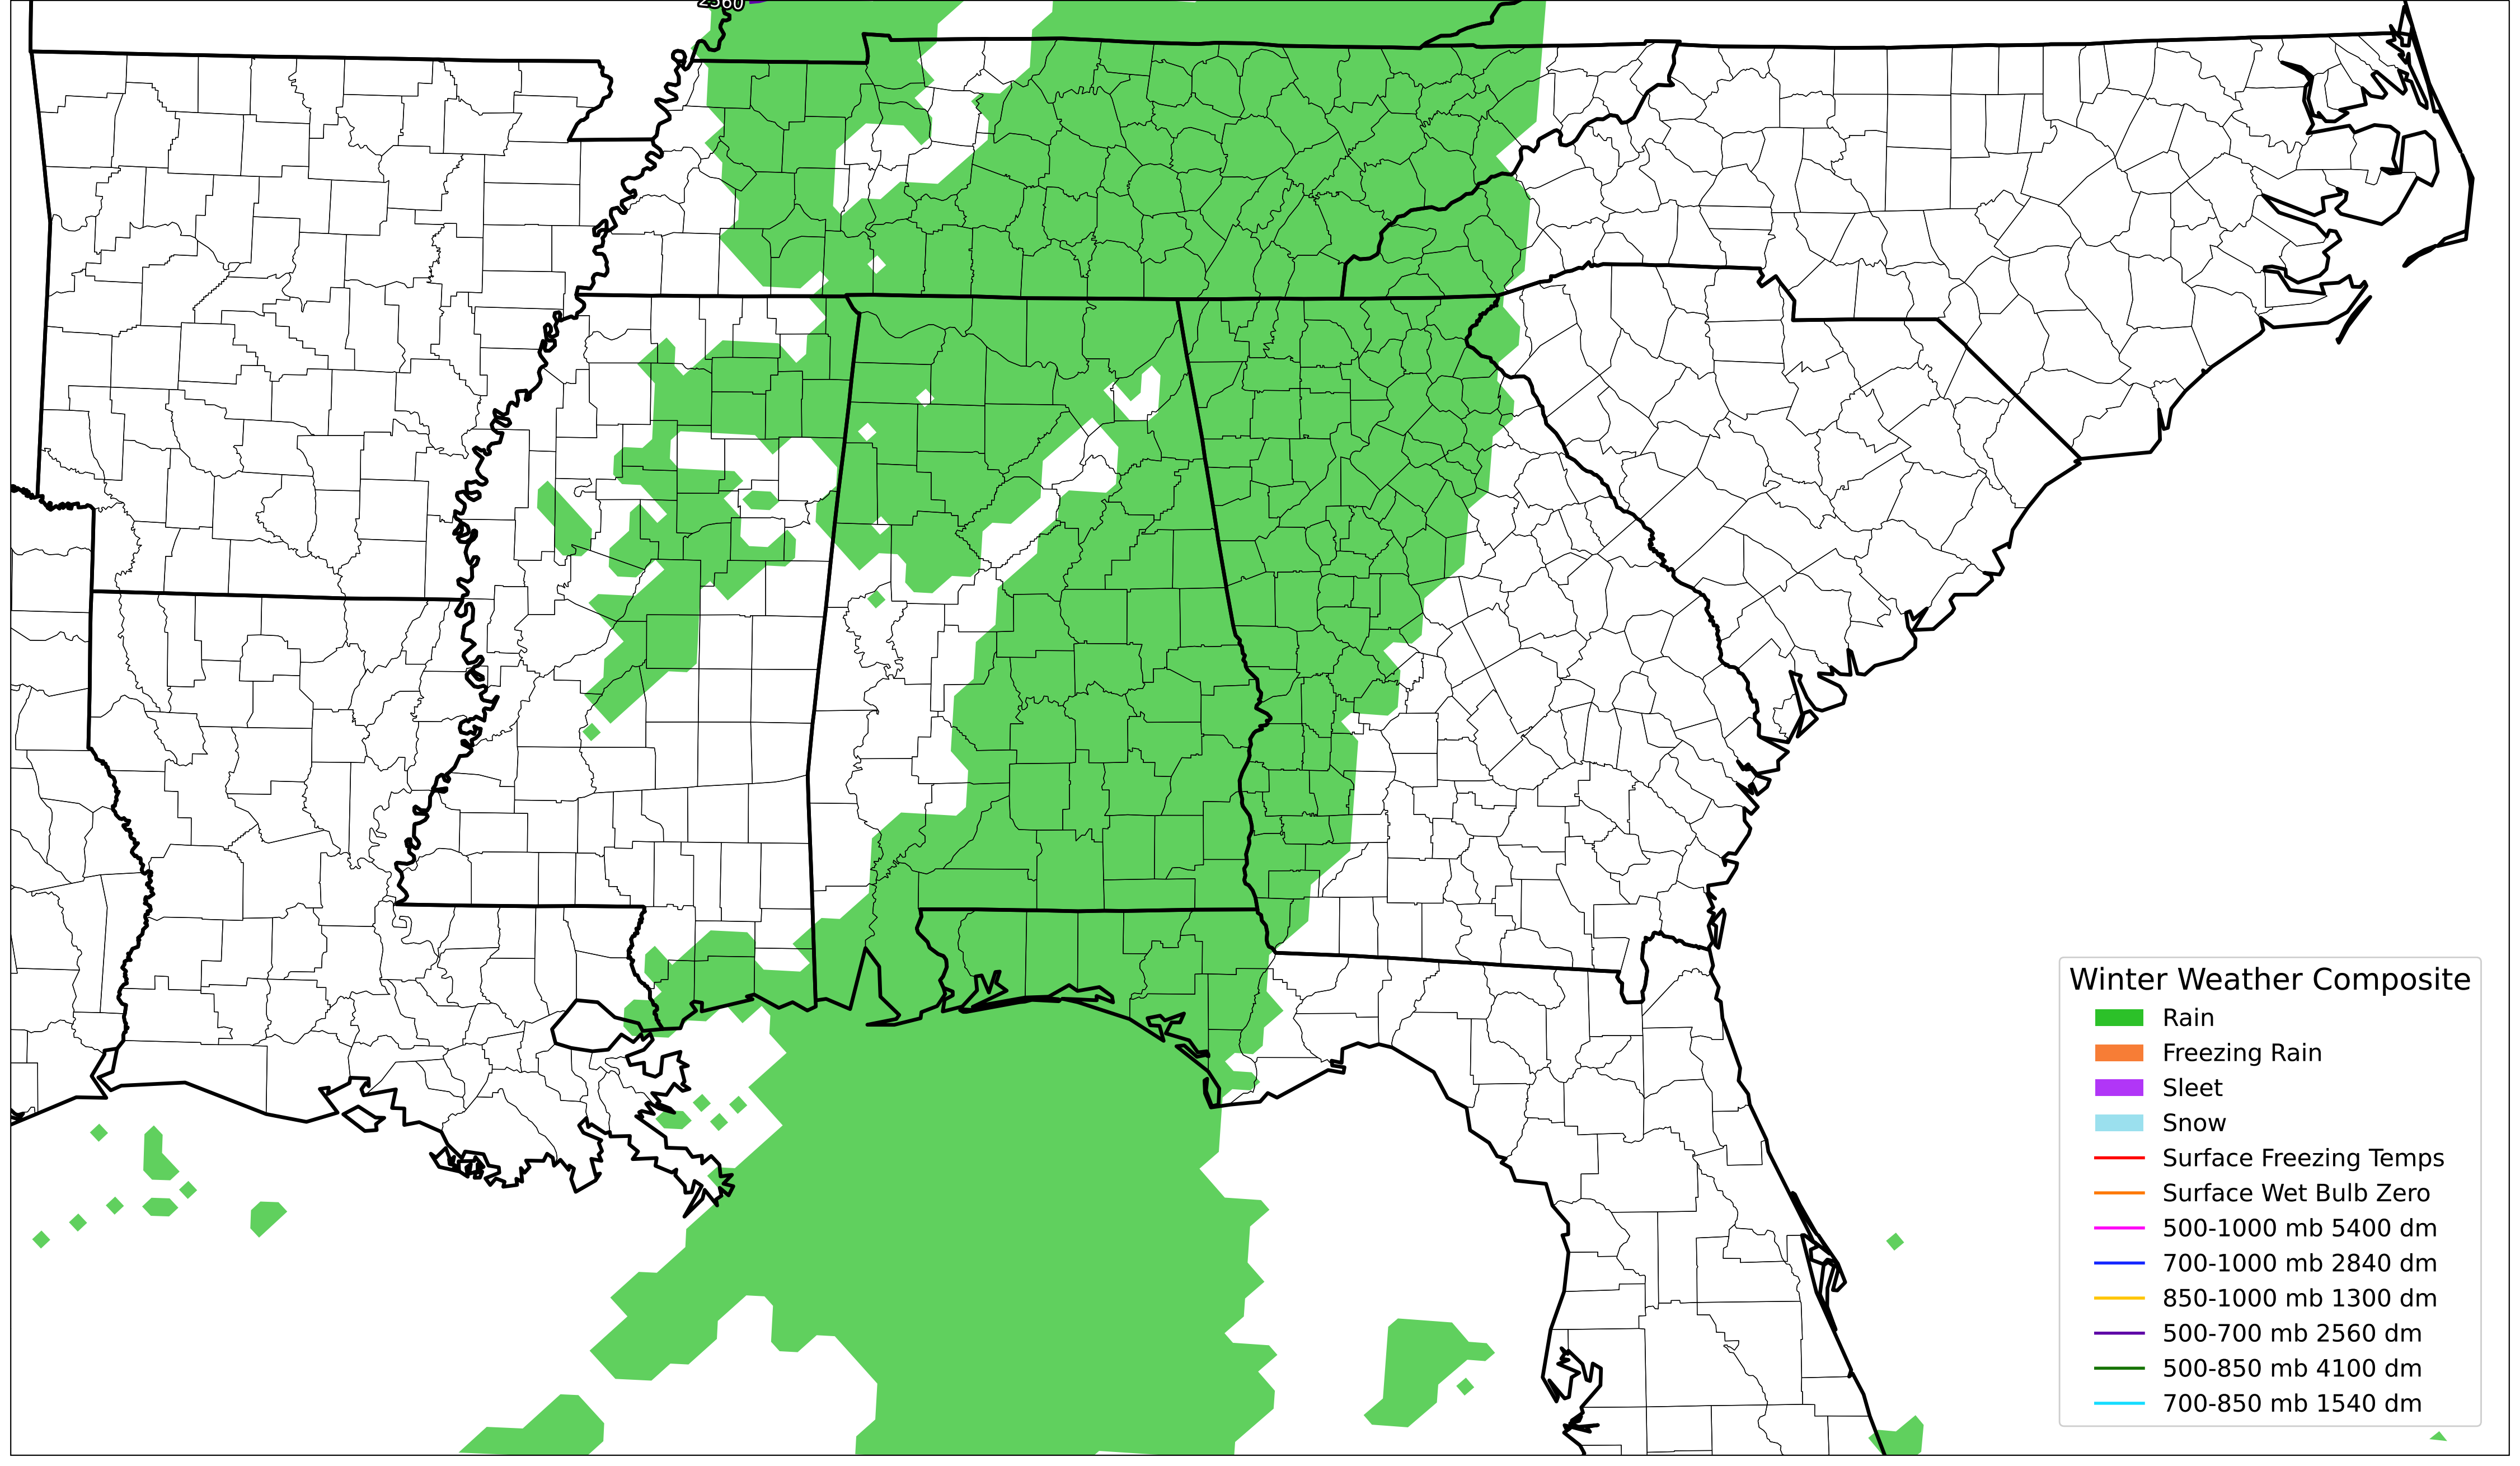 2560
Winter Weather Composite
Rain
Freezing Rain
Sleet
Snow
Surface Freezing Temps
Surface Wet Bulb Zero
500-1000 mb 5400 dm
700-1000 mb 2840 dm
850-1000 mb 1300 dm
500-700 mb 2560 dm
500-850 mb 4100 dm
700-850 mb 1540 dm